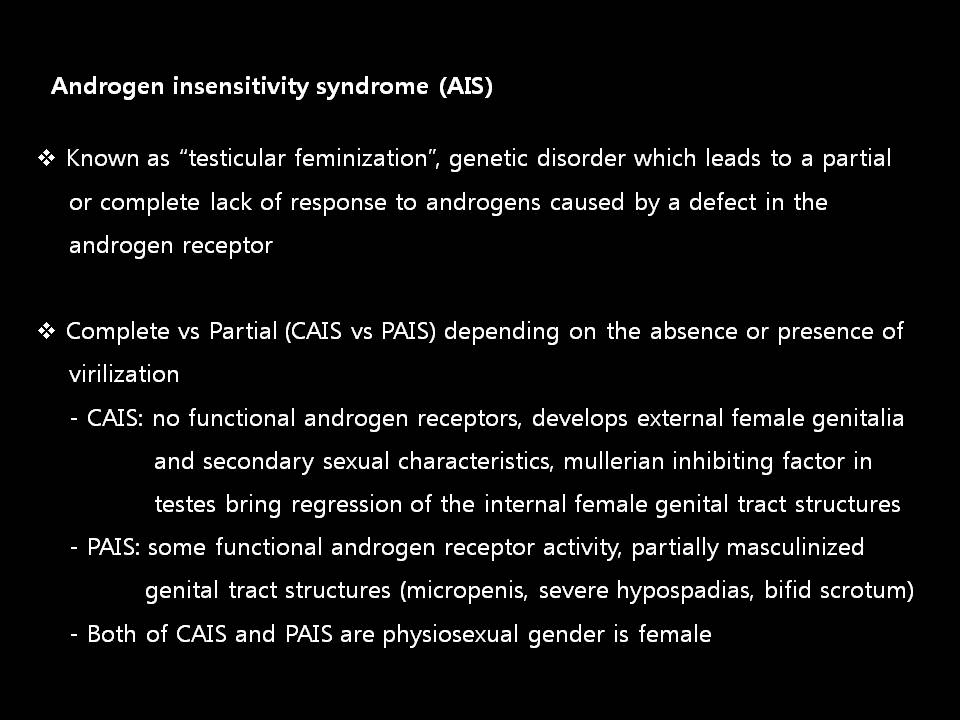 Androgen insensitivity syndrome (AIS)
❖ Known as “testicular feminization”, genetic disorder which leads to a partial
or complete lack of response to androgens caused by a defect in the
androgen receptor
❖ Complete vs Partial (CAIS vs PAIS) depending on the absence or presence of
virilization
- CAIS: no functional androgen receptors, develops external female genitalia
and secondary sexual characteristics, mullerian inhibiting factor in
testes bring regression of the internal female genital tract structures
- PAIS: some functional androgen receptor activity, partially masculinized
genital tract structures (micropenis, severe hypospadias, bifid scrotum)
- Both of CAIS and PAIS are physiosexual gender is female